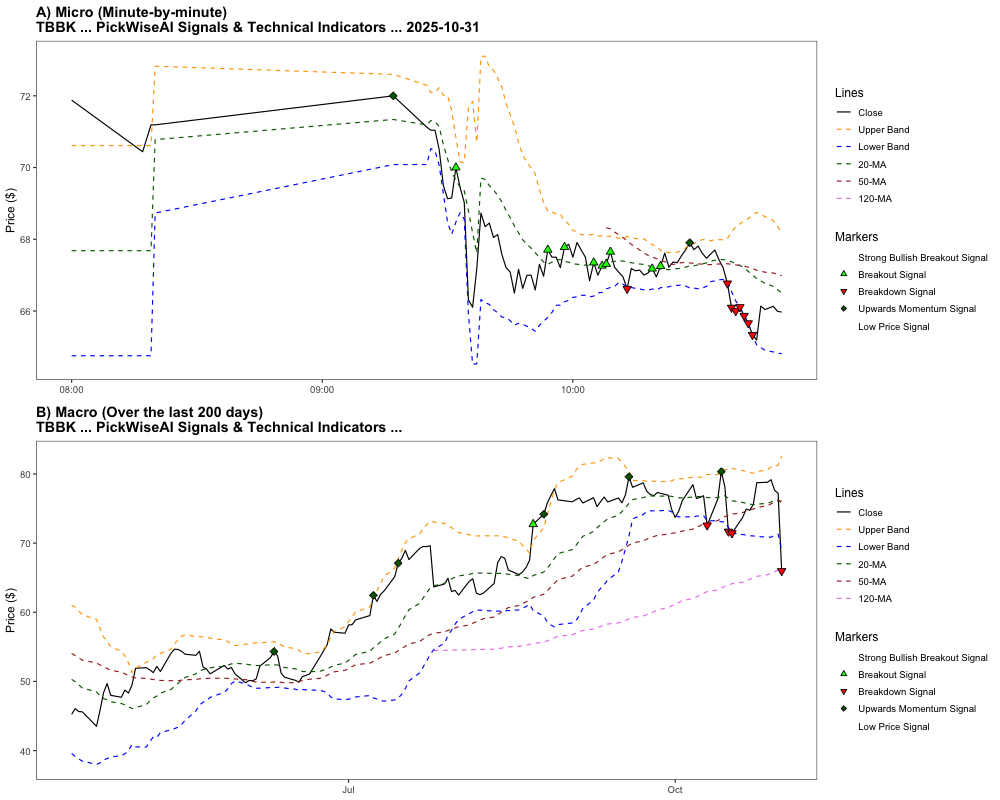 A) Micro (Minute-by-minute)
TBBK ... PickWiseAI Signals & Technical Indicators ... 2025-10-31
Price ($)
72
70
68
66
08:00
09:00
10:00
Lines
Close
Upper Band
Lower Band
20-MA
50-MA
120-MA
Markers
Strong Bullish Breakout Signal
Breakout Signal
Breakdown Signal
Upwards Momentum Signal
Low Price Signal
B) Macro (Over the last 200 days)
TBBK ... PickWiseAI Signals & Technical Indicators ...
Price ($)
80
70
60
50
40
Jul
Oct
Lines
Close
Upper Band
Lower Band
20-MA
50-MA
120-MA
Markers
Strong Bullish Breakout Signal
Breakout Signal
Breakdown Signal
Upwards Momentum Signal
Low Price Signal